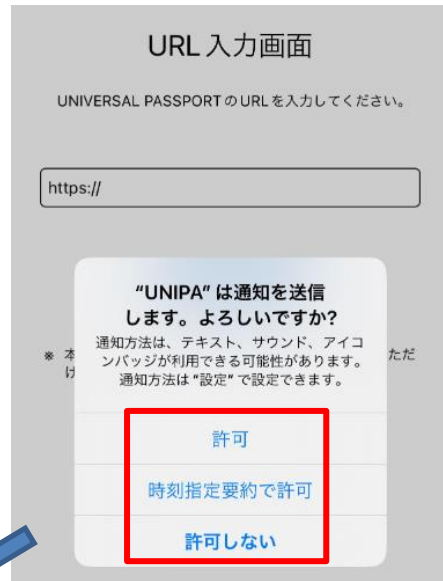 URL 入力画面
UNIVERSAL PASSPORT の URL を入力してください。
https://
“UNIPA” は通知を送信
します。よろしいですか?
通知方法は、テキスト、サウンド、アイコ
ンバッジが利用できる可能性があります。
通知方法は “設定” で設定できます。
※ 本
ただ
け
許可
時刻指定要約で許可
許可しない